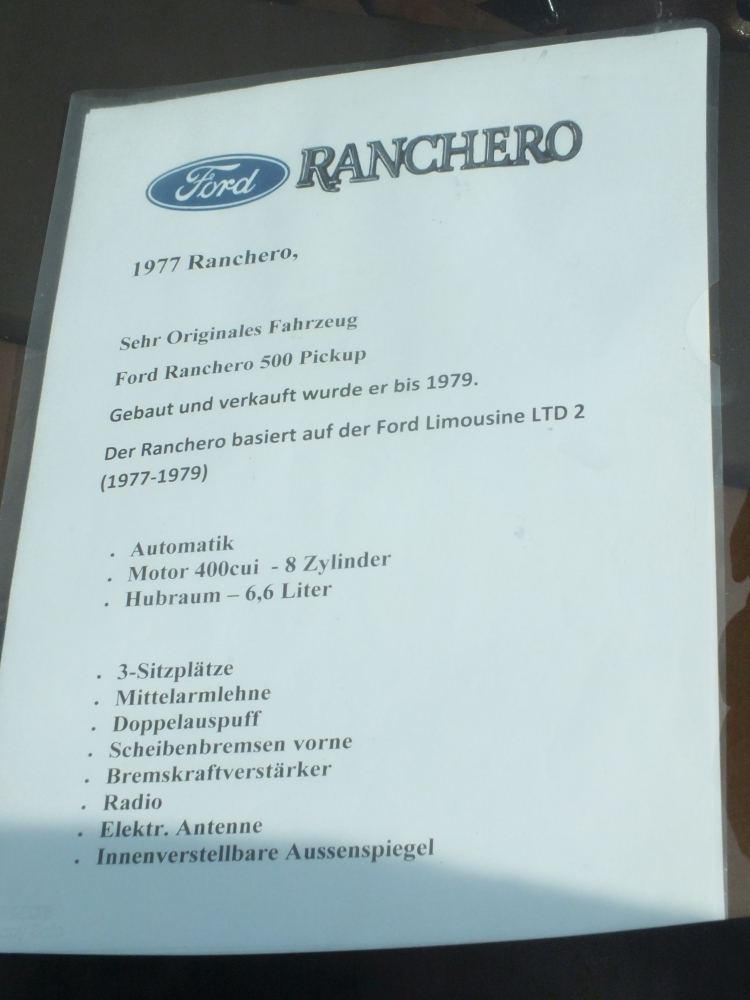 Ford RANCHERO
1977 Ranchero,
Sehr Originales Fahrzeug
Ford Ranchero 500 Pickup
Gebaut und verkauft wurde er bis 1979.
Der Ranchero basiert auf der Ford Limousine LTD 2
(1977-1979)
. Automatik
. Motor 400cui - 8 Zylinder
. Hubraum – 6,6 Liter
. 3-Sitzplätze
. Mittelarmlehne
. Doppelauspuff
. Scheibenbremsen vorne
. Bremskraftverstärker
. Radio
. Elektr. Antenne
. Innenverstellbare Aussenspiegel